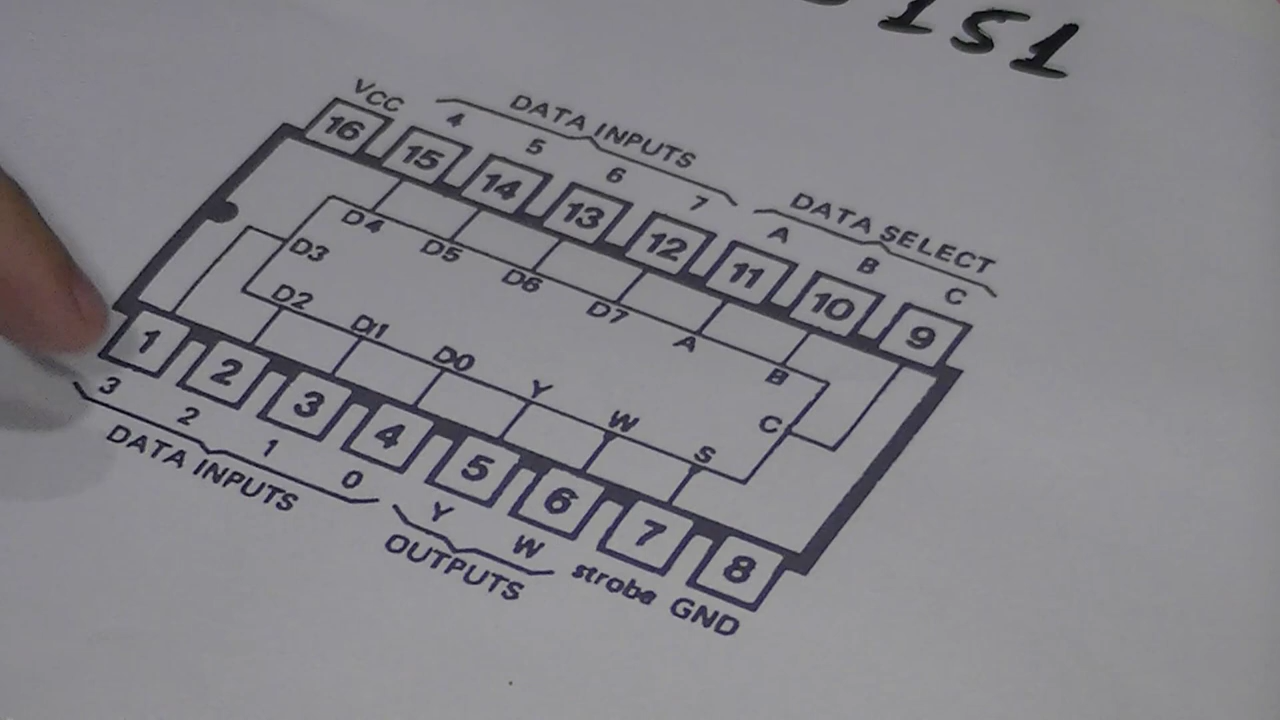 151
VCC
DATA INPUTS
4 5 6 7
DATA SELECT
A B C
16 15 14 13 12 11 10 9
D4 D5 D6 D7 A B
D3 C
D2 D1 D0 Y W S
1 2 3 4 5 6 7 8
3 2 1 0 Y W strobe GND
DATA INPUTS OUTPUTS